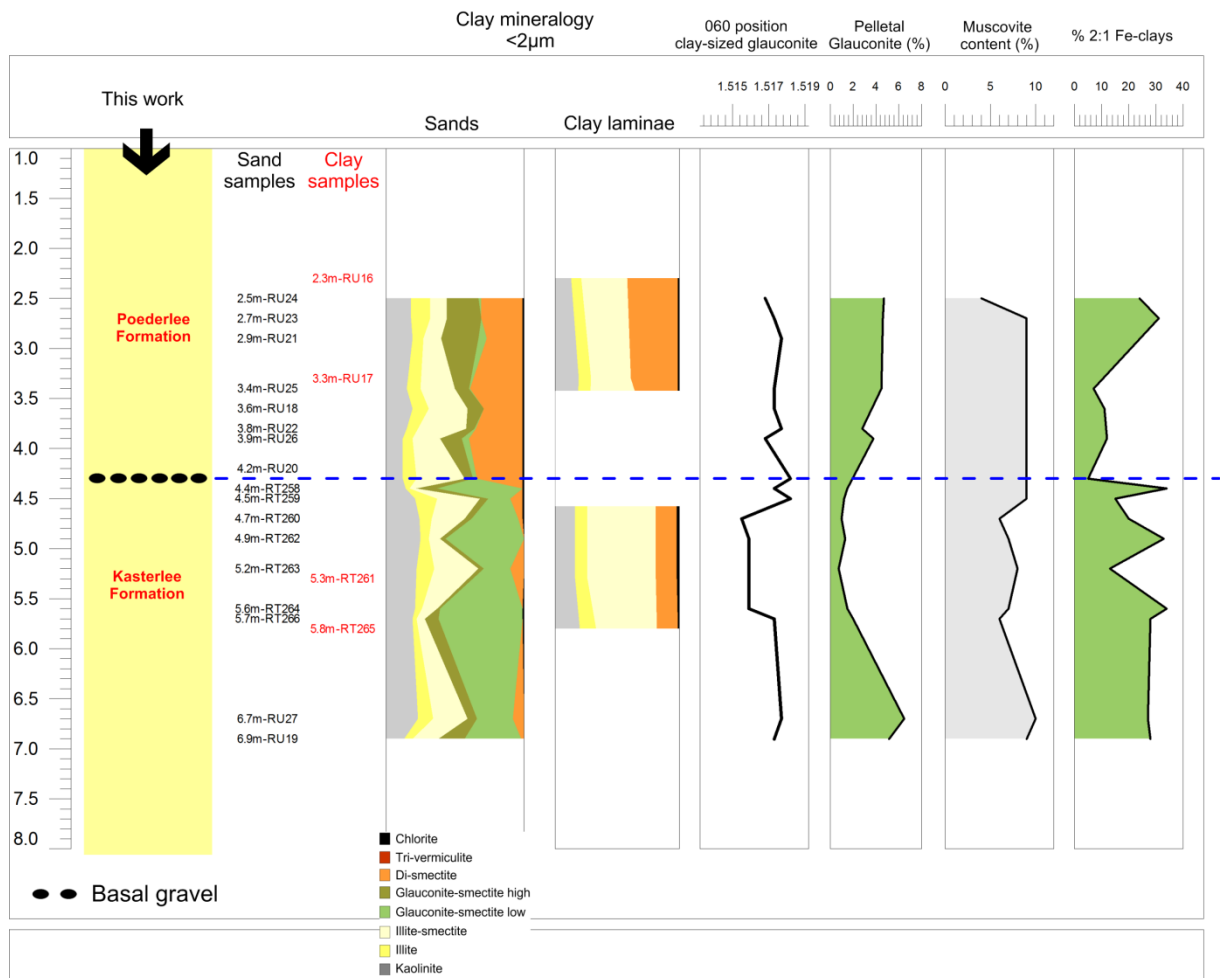 Clay mineralogy
<2µm
060 position
clay-sized glauconite
Pelletal
Glauconite (%)
Muscovite
content (%)
% 2:1 Fe-clays
This work
Sands
Clay laminae
1.515 1.517 1.519
0 2 4 6 8
0 5 10
0 10 20 30 40
Sand
samples
Clay
samples
1.0
1.5
2.0
2.5
3.0
3.5
4.0
4.5
5.0
5.5
6.0
6.5
7.0
7.5
8.0
Poederlee
Formation
Kasterlee
Formation
2.3m-RU16
2.5m-RU24
2.7m-RU23
2.9m-RU21
3.3m-RU17
3.4m-RU25
3.6m-RU18
3.8m-RU22
3.9m-RU26
4.2m-RU20
4.4m-RT258
4.5m-RT259
4.7m-RT260
4.9m-RT262
5.2m-RT263
5.3m-RT261
5.6m-RT264
5.7m-RT266
5.8m-RT265
6.7m-RU27
6.9m-RU19
Basal gravel
Chlorite
Tri-vermiculite
Di-smectite
Glauconite-smectite high
Glauconite-smectite low
Illite-smectite
Illite
Kaolinite